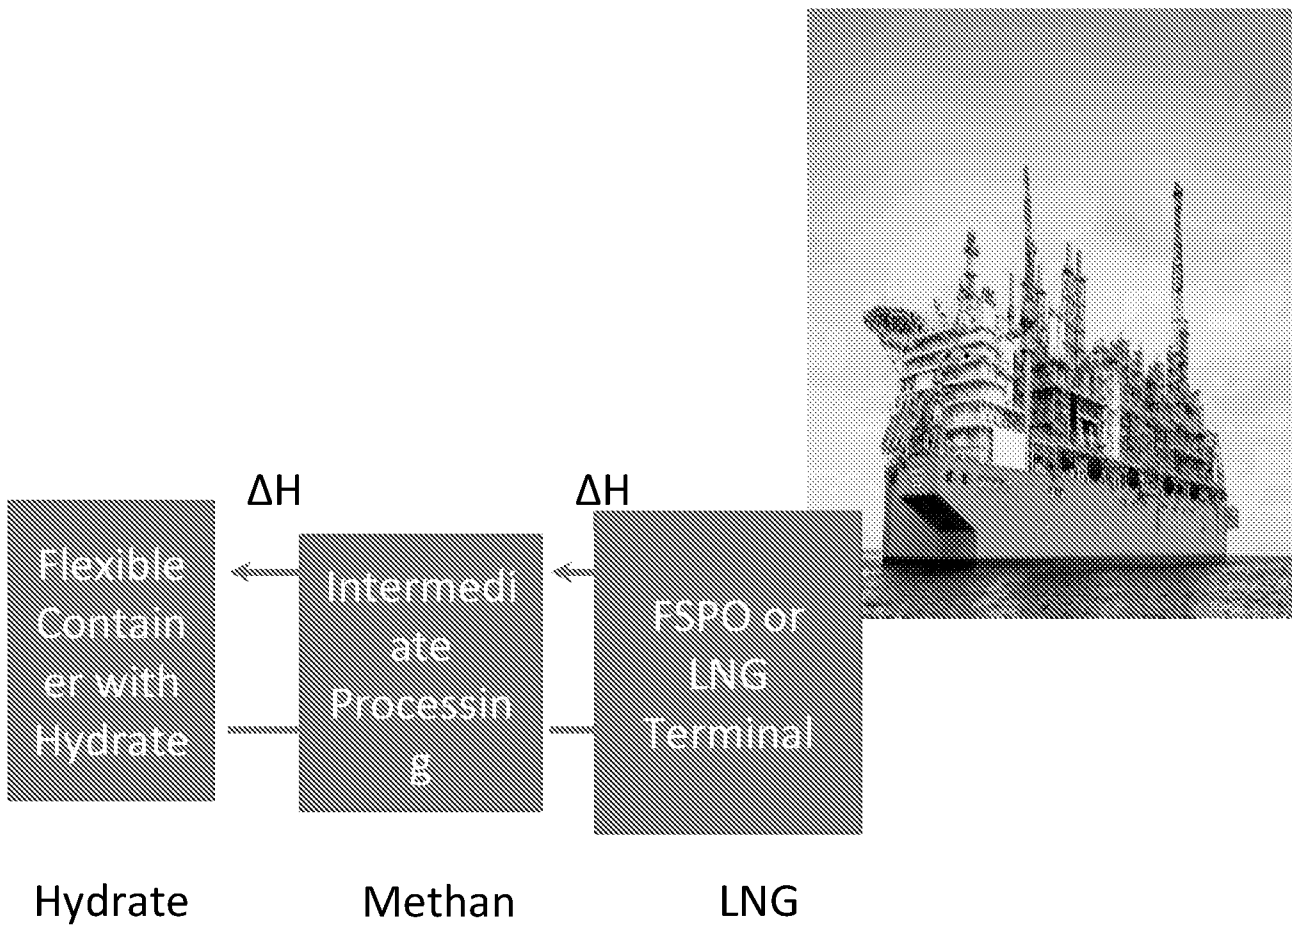 ΔH
ΔH
Flexible
Contain
er with
Hydrate
Intermedi
ate
Processin
g
FSPO or
LNG
Terminal
Hydrate
Methan
LNG